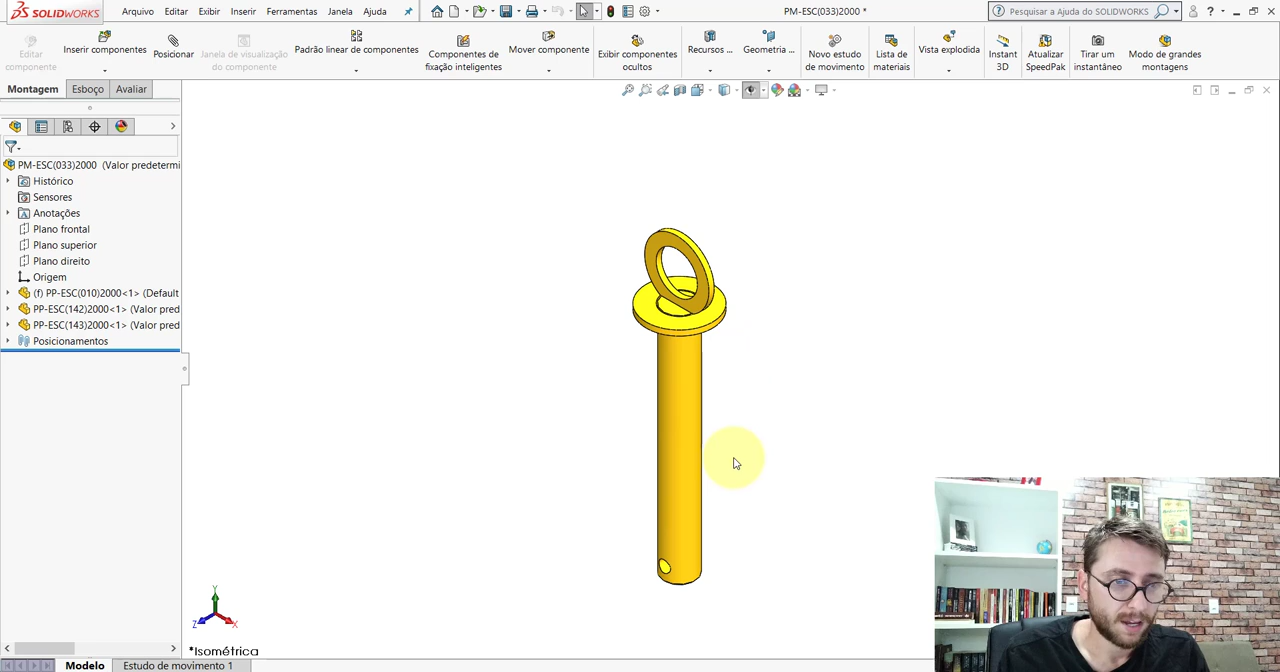 SOLIDWORKS
Arquivo Editar Exibir Inserir Ferramentas Janela Ajuda
PM-ESC(033)2000 *
Pesquisar a Ajuda do SOLIDWORKS
Editar componente
Inserir componentes
Posicionar
Janela de visualização do componente
Padrão linear de componentes
Componentes de fixação inteligentes
Mover componente
Exibir componentes ocultos
Recursos ...
Geometria ...
Novo estudo de movimento
Lista de materiais
Vista explodida
Instant 3D
Atualizar SpeedPak
Tirar um instantâneo
Modo de grandes montagens
Montagem Esboço Avaliar
PM-ESC(033)2000 (Valor predetermi
Histórico
Sensores
Anotações
Plano frontal
Plano superior
Plano direito
Origem
(f) PP-ESC(010)2000<1> (Default
PP-ESC(142)2000<1> (Valor pred
PP-ESC(143)2000<1> (Valor pred
Posicionamentos
Y
Z
X
*Isométrica
Modelo Estudo de movimento 1